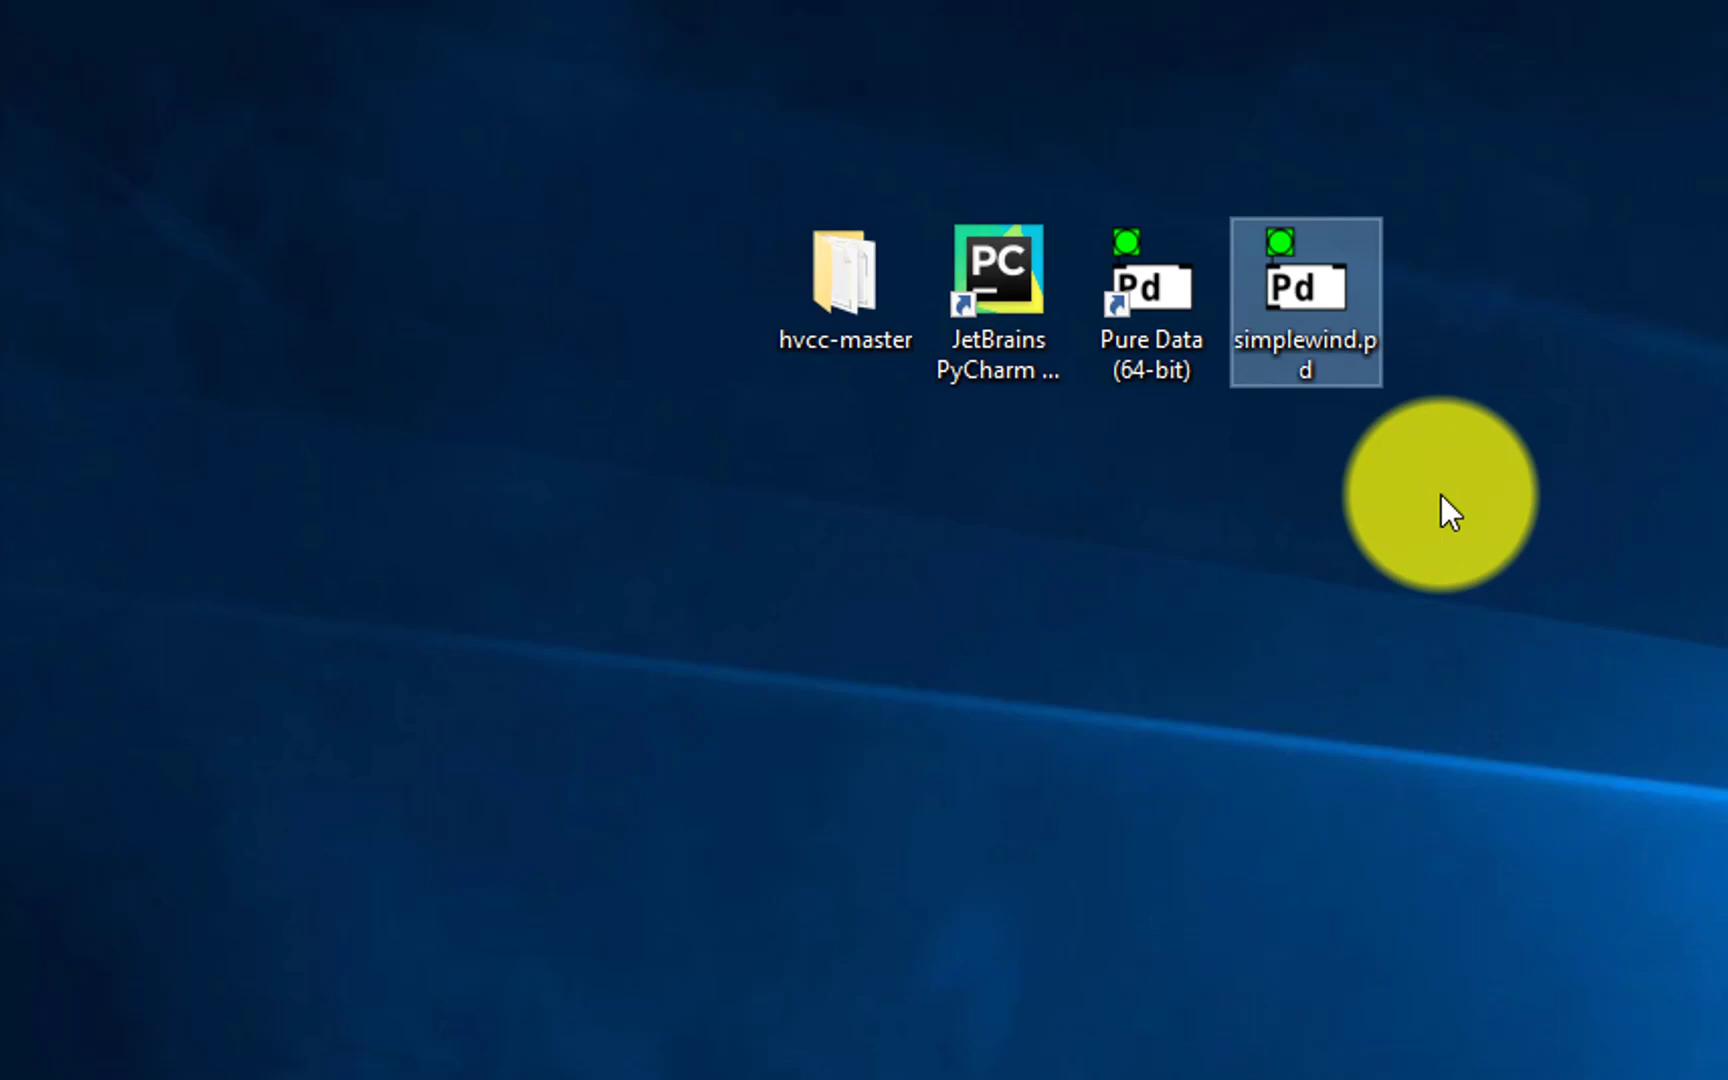 PC
Pd
Pd
hvcc-master
JetBrains
PyCharm ...
Pure Data
(64-bit)
simplewind.p
d